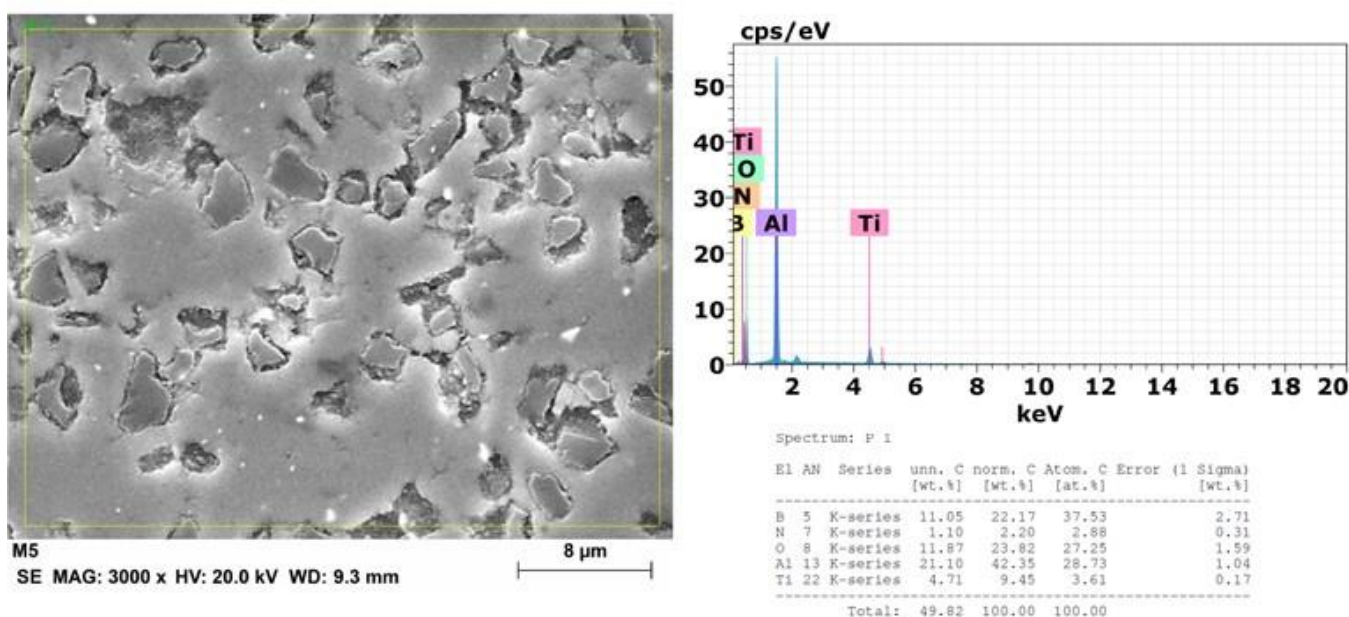 M5
8 µm
SE MAG: 3000 x HV: 20.0 kV WD: 9.3 mm
cps/eV
50
40
30
20
10
0
Ti
O
N
B
Al
Ti
2 4 6 8 10 12 14 16 18 20
keV
Spectrum: P 1
El AN Series unn. C norm. C Atom. C Error (1 Sigma)
[wt.%] [wt.%] [at.%] [wt.%]
B 5 K-series 11.05 22.17 37.53 2.71
N 7 K-series 1.10 2.20 2.88 0.31
O 8 K-series 11.87 23.82 27.25 1.59
Al 13 K-series 21.10 42.35 28.73 1.04
Ti 22 K-series 4.71 9.45 3.61 0.17
Total: 49.82 100.00 100.00